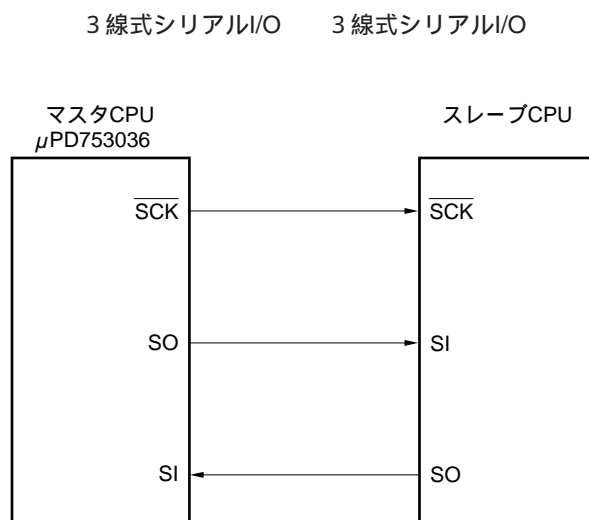 3線式シリアルI/O 3線式シリアルI/O
マスタCPU
μPD753036
スレーブCPU
SCK
SCK
SO
SI
SI
SO